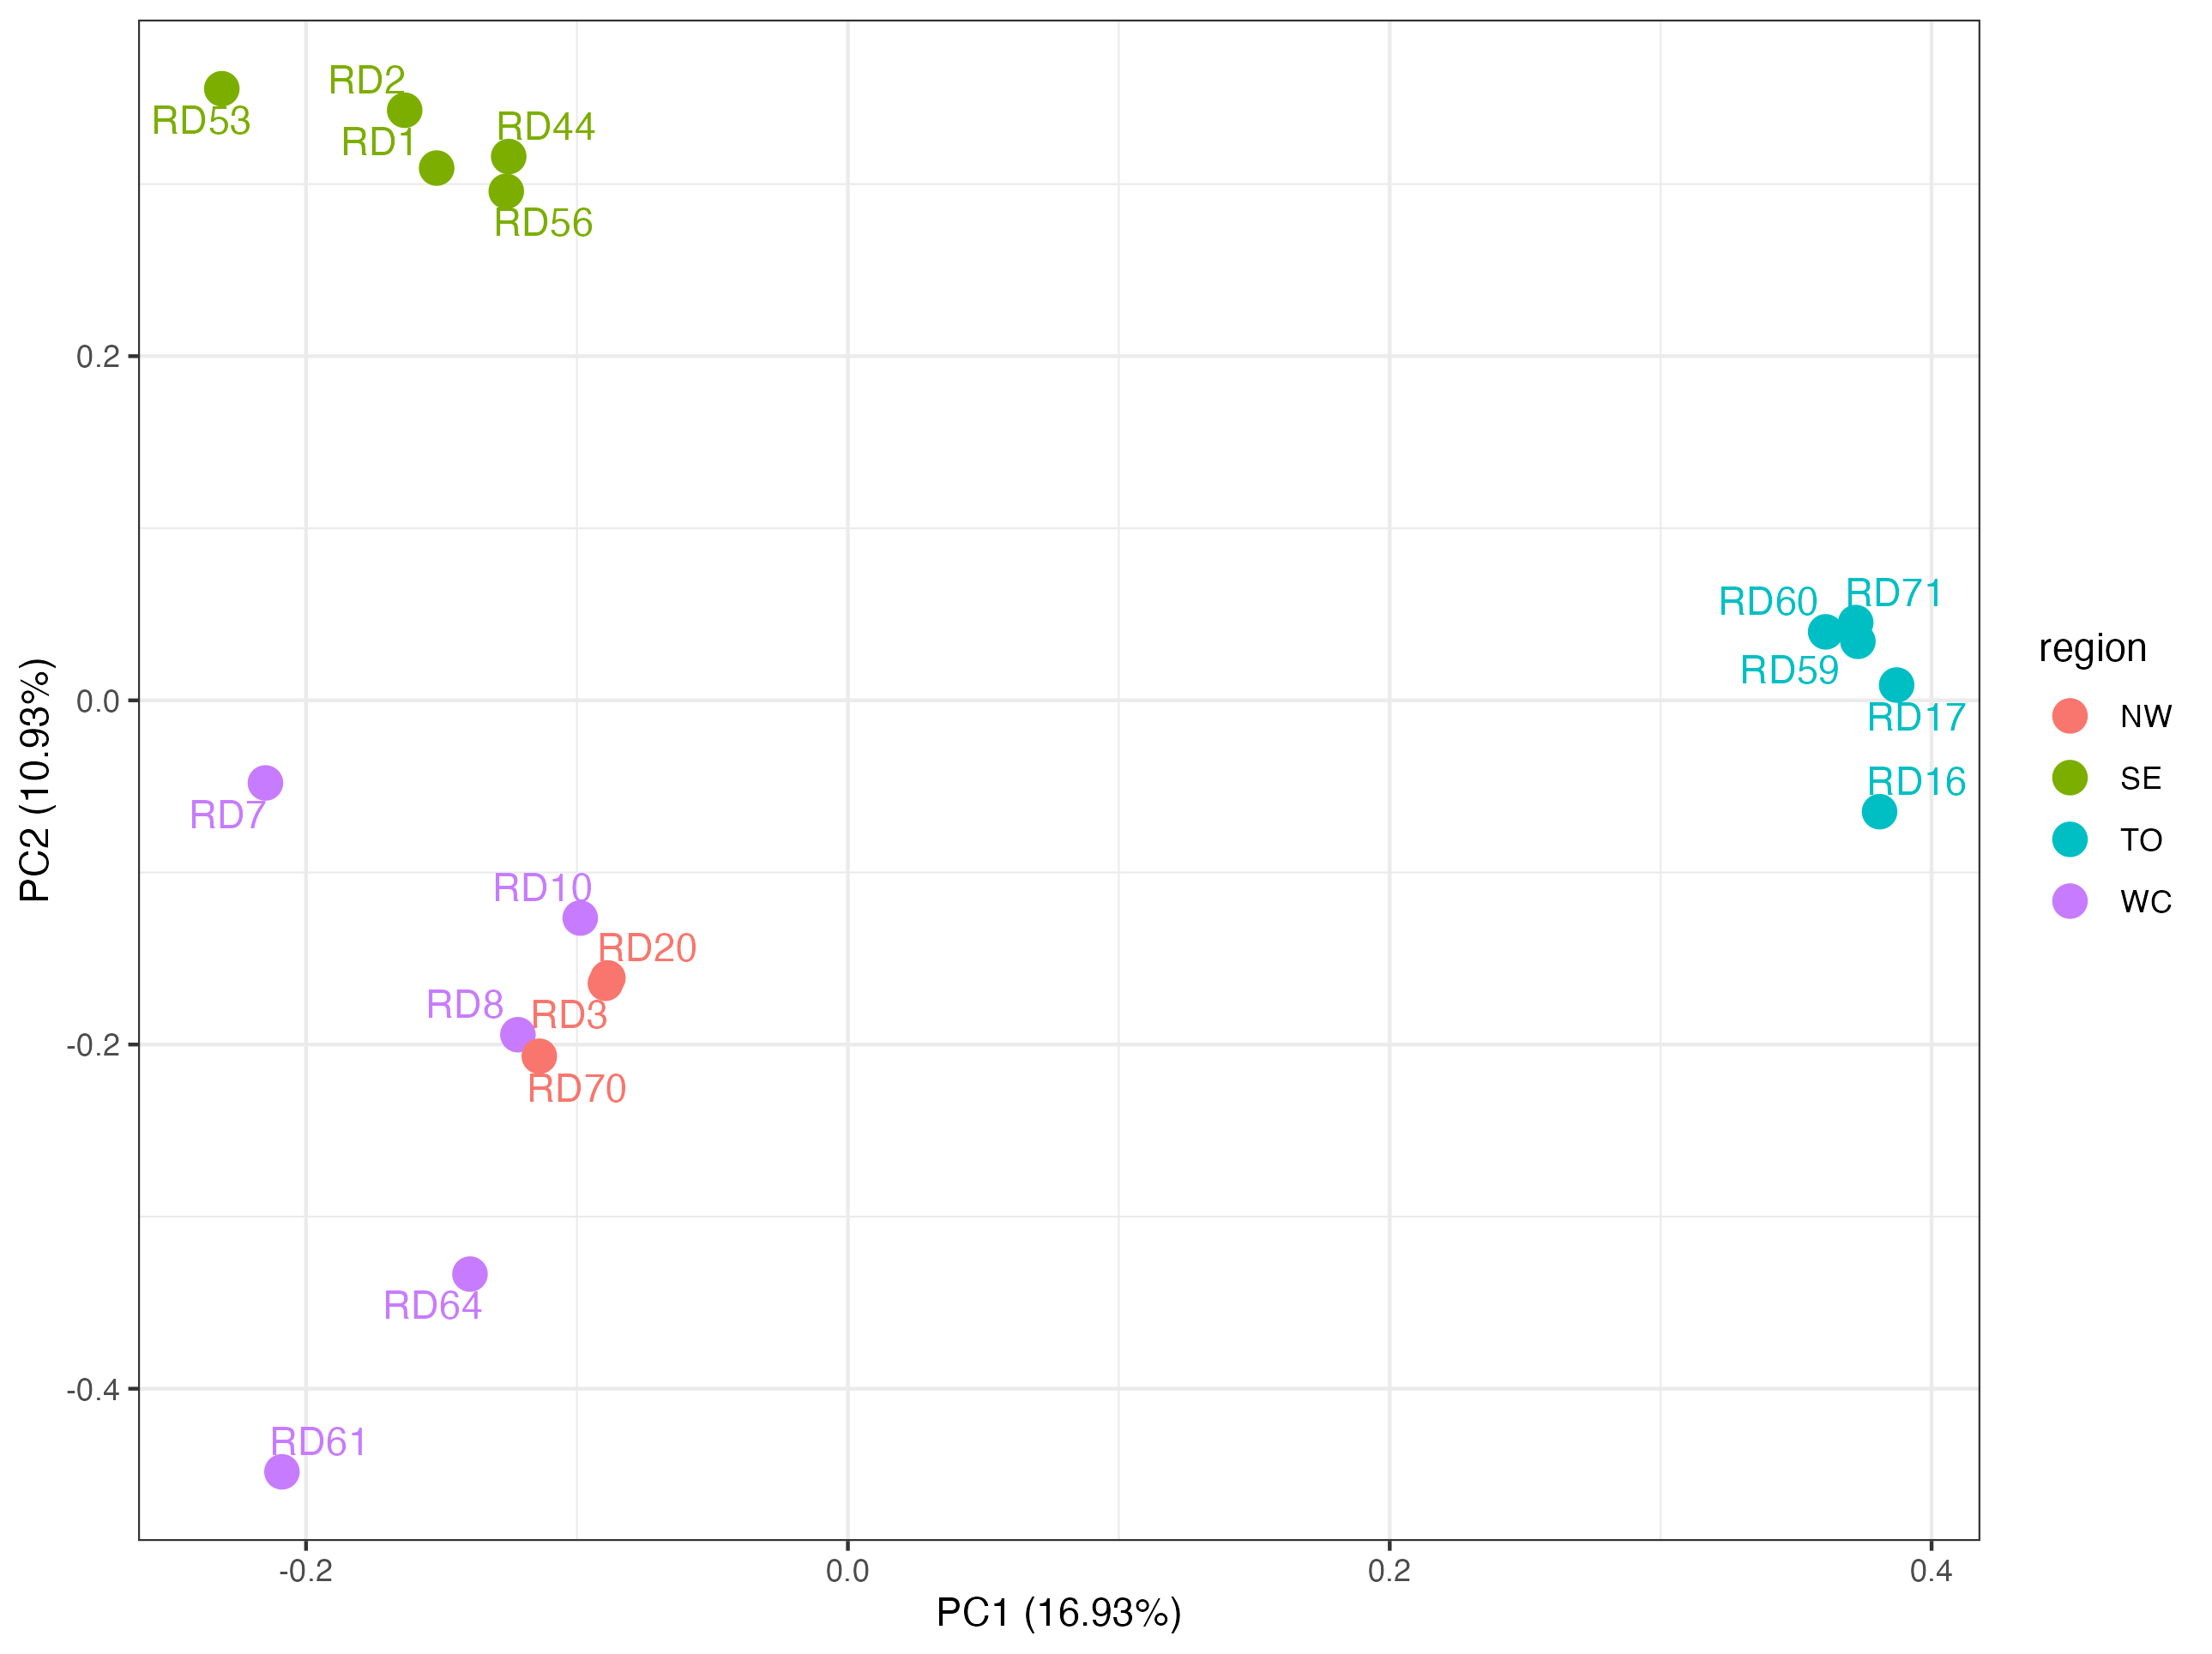 RD2
RD53
RD44
RD1
RD56
0.2
RD71
RD60
RD59
0.0
RD17
RD16
RD7
RD10
RD20
RD8
RD3
-0.2
RD70
RD64
-0.4
RD61
-0.2
0.0
0.2
0.4
PC1 (16.93%)
PC2 (10.93%)
region
NW
SE
TO
WC